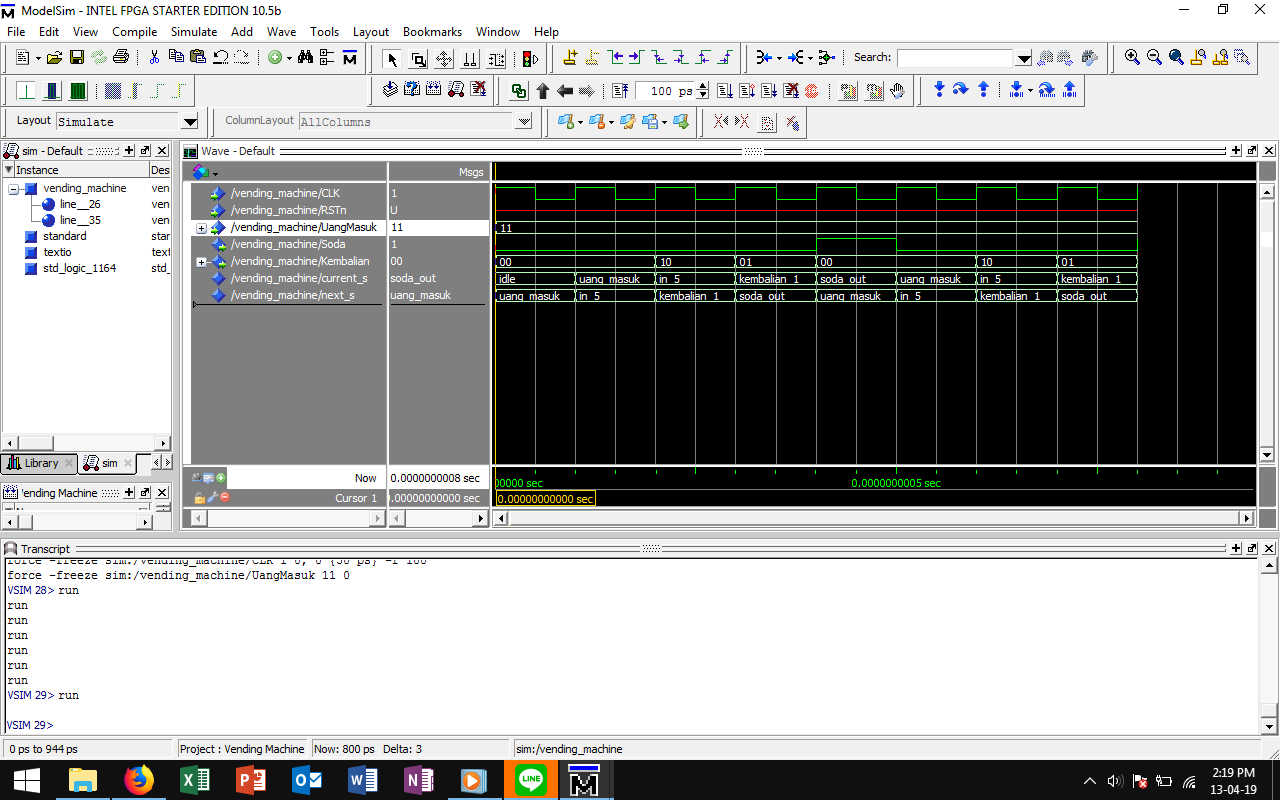 ModelSim - INTEL FPGA STARTER EDITION 10.5b
File Edit View Compile Simulate Add Wave Tools Layout Bookmarks Window Help
Search:
100 ps
Layout Simulate
ColumnLayout AllColumns
sim - Default
Wave - Default
Instance Des
Msgs
vending_machine ven
line__26 ven
line__35 ven
standard star
textio text
std_logic_1164 std_
/vending_machine/CLK 1
/vending_machine/RSTn U
/vending_machine/UangMasuk 11 11
/vending_machine/Soda 1
/vending_machine/Kembalian 00 00 10 01 00 10 01
/vending_machine/current_s soda_out idle uang_masuk in_5 kembalian_1 soda_out uang_masuk in_5 kembalian_1
/vending_machine/next_s uang_masuk uang_masuk in_5 kembalian_1 soda_out uang_masuk in_5 kembalian_1 soda_out
Library sim
Now 0.0000000008 sec 00000 sec 0.0000000005 sec
Cursor 1 0.00000000000 sec 0.00000000000 sec
'ending Machine
Transcript
force -freeze sim:/vending_machine/CLK 1 0, 0 {50 ps} -r 100
force -freeze sim:/vending_machine/UangMasuk 11 0
VSIM 28> run
run
run
run
run
run
run
VSIM 29> run
VSIM 29>
0 ps to 944 ps Project : Vending Machine Now: 800 ps Delta: 3 sim:/vending_machine
LINE
2:19 PM
13-04-19